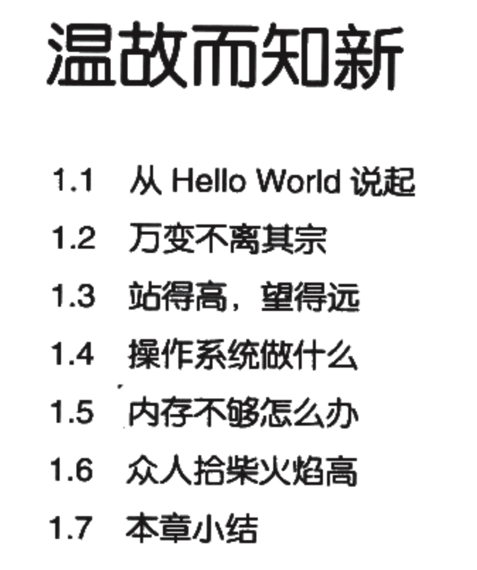 温故而知新
1.1 从 Hello World 说起
1.2 万变不离其宗
1.3 站得高，望得远
1.4 操作系统做什么
1.5 内存不够怎么办
1.6 众人拾柴火焰高
1.7 本章小结